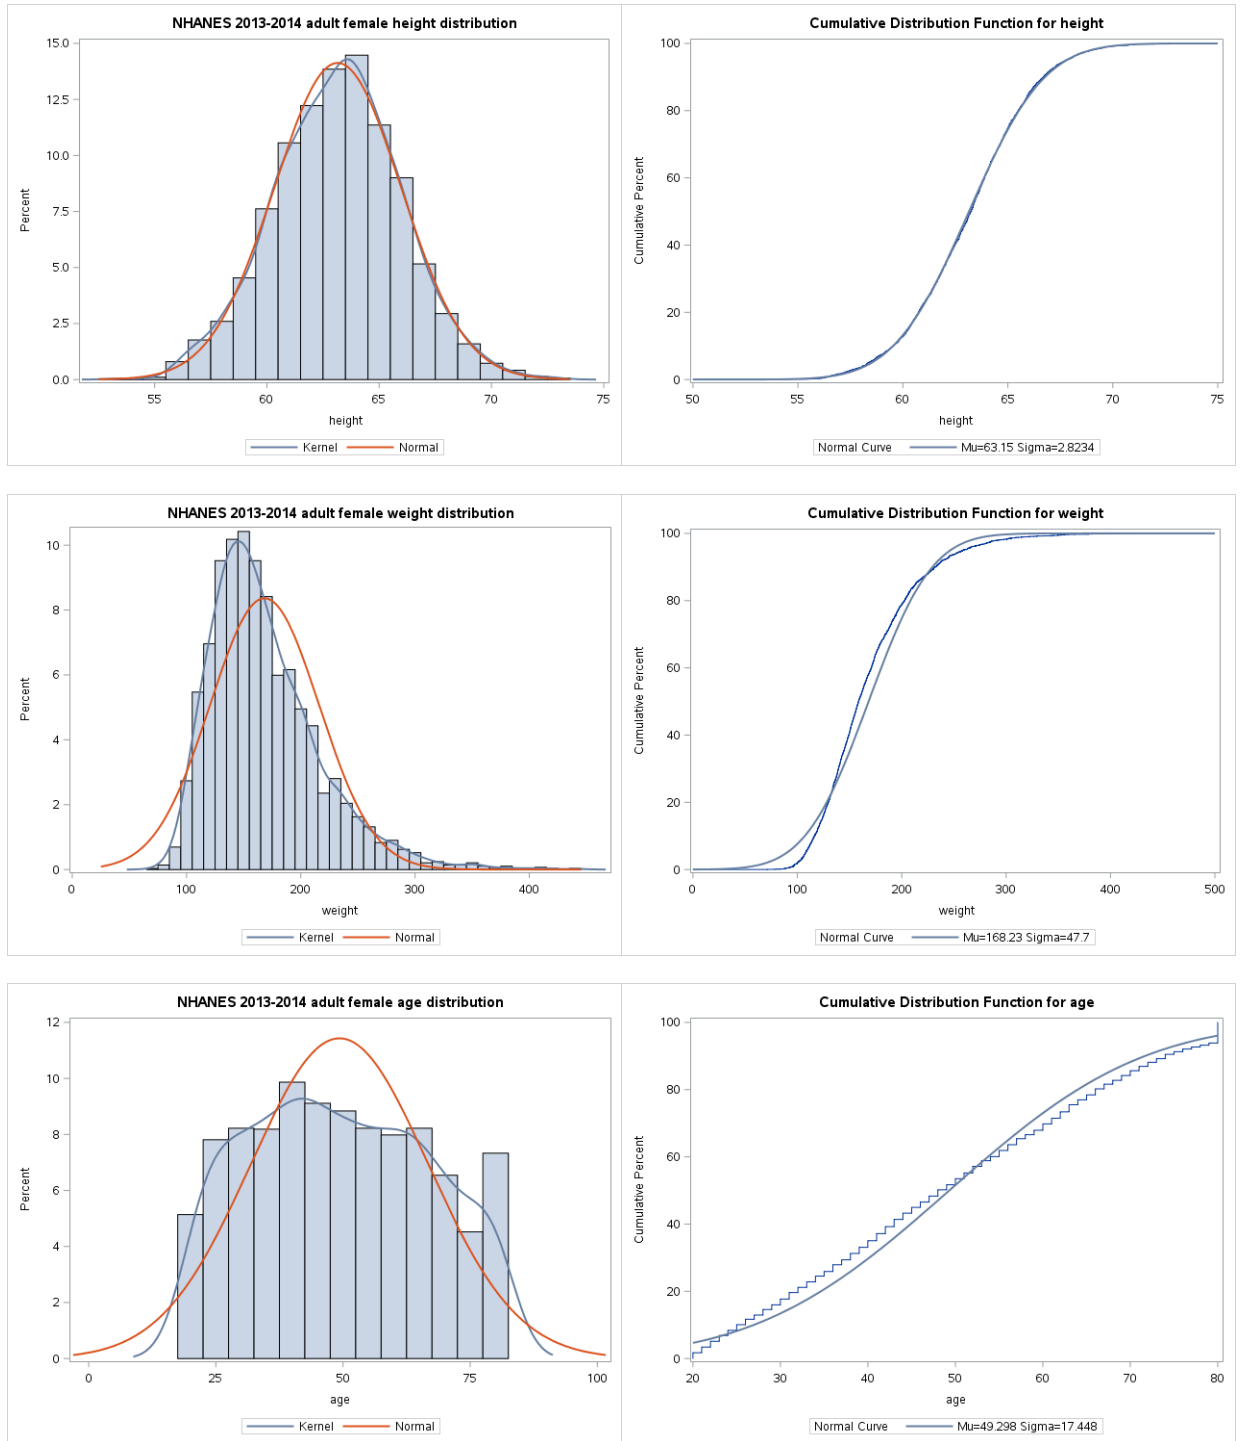 NHANES 2013-2014 adult female height distribution
15.0
12.5
10.0
7.5
5.0
2.5
0.0
Percent
55 60 65 70 75
height
Kernel Normal
Cumulative Distribution Function for height
100
80
60
40
20
0
Cumulative Percent
50 55 60 65 70 75
height
Normal Curve Mu=63.15 Sigma=2.8234
NHANES 2013-2014 adult female weight distribution
10
8
6
4
2
0
Percent
0 100 200 300 400
weight
Kernel Normal
Cumulative Distribution Function for weight
100
80
60
40
20
0
Cumulative Percent
0 100 200 300 400 500
weight
Normal Curve Mu=168.23 Sigma=47.7
NHANES 2013-2014 adult female age distribution
12
10
8
6
4
2
0
Percent
0 25 50 75 100
age
Kernel Normal
Cumulative Distribution Function for age
100
80
60
40
20
0
Cumulative Percent
20 30 40 50 60 70 80
age
Normal Curve Mu=49.298 Sigma=17.448